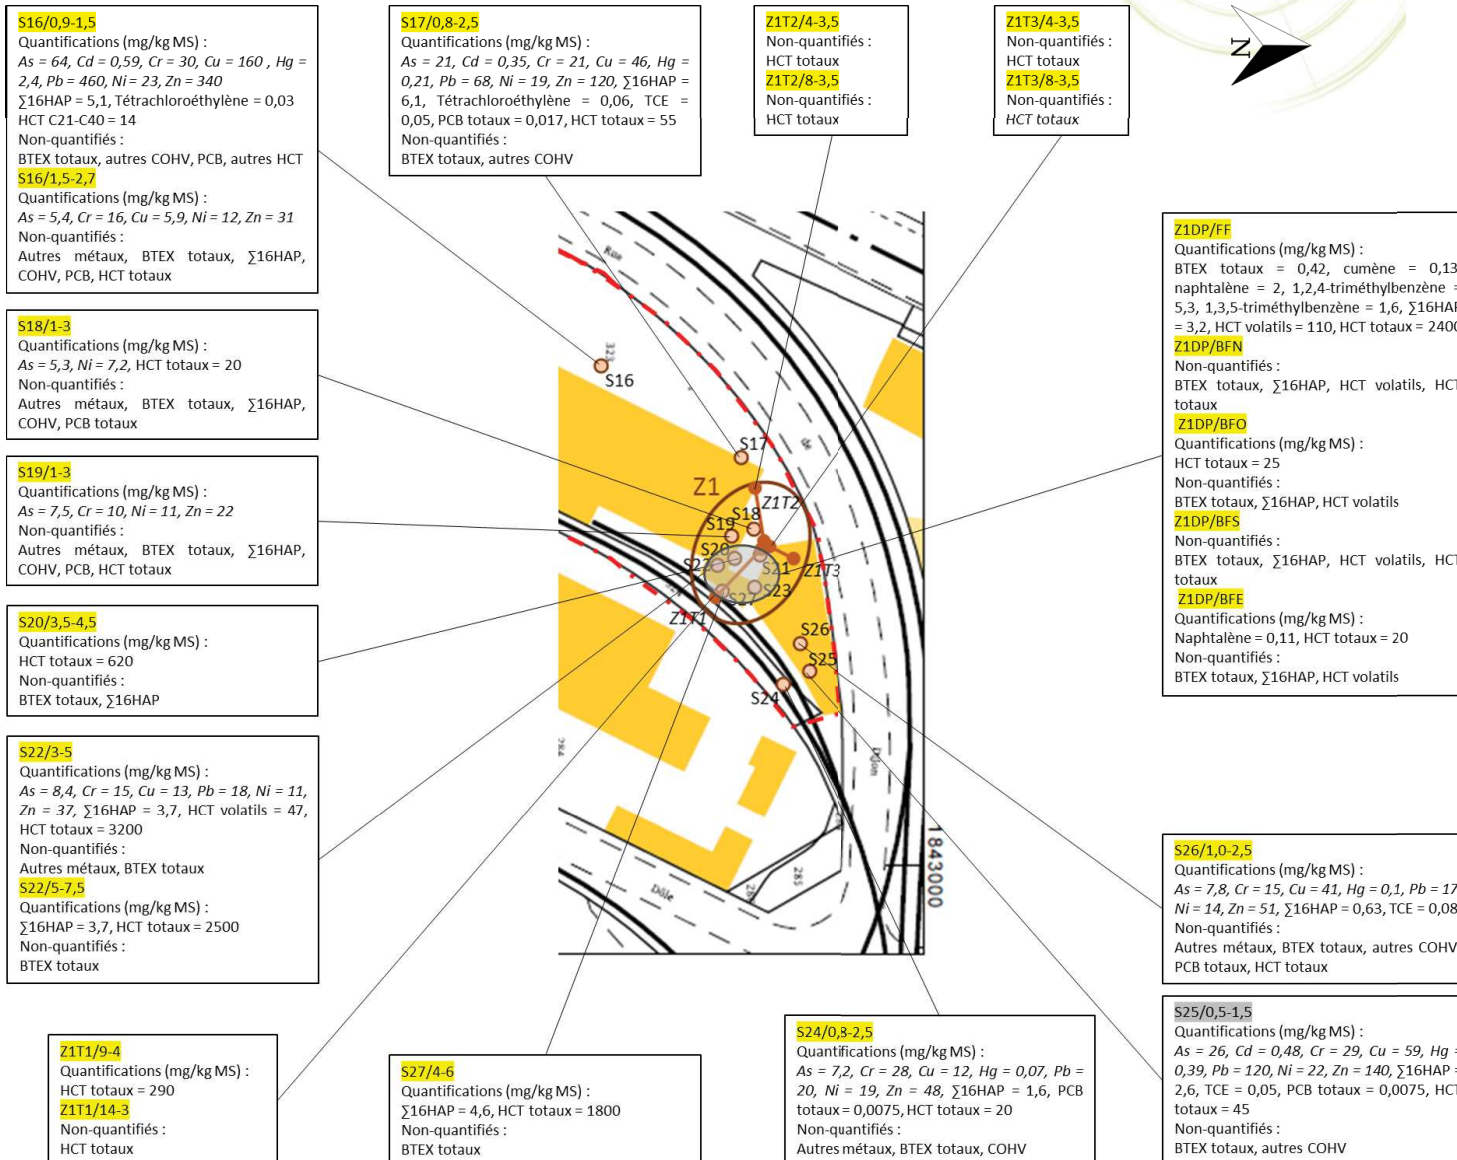 S16/0,9-1,5
Quantifications (mg/kg MS) :
As = 64, Cd = 0,59, Cr = 30, Cu = 160 , Hg =
2,4, Pb = 460, Ni = 23, Zn = 340
∑16HAP = 5,1, Tétrachloroéthylène = 0,03
HCT C21-C40 = 14
Non-quantifiés :
BTEX totaux, autres COHV, PCB, autres HCT
S16/1,5-2,7
Quantifications (mg/kg MS) :
As = 5,4, Cr = 16, Cu = 5,9, Ni = 12, Zn = 31
Non-quantifiés :
Autres métaux, BTEX totaux, ∑16HAP,
COHV, PCB, HCT totaux
S17/0,8-2,5
Quantifications (mg/kg MS) :
As = 21, Cd = 0,35, Cr = 21, Cu = 46, Hg =
0,21, Pb = 68, Ni = 19, Zn = 120, ∑16HAP =
6,1, Tétrachloroéthylène = 0,06, TCE =
0,05, PCB totaux = 0,017, HCT totaux = 55
Non-quantifiés :
BTEX totaux, autres COHV
Z1T2/4-3,5
Non-quantifiés :
HCT totaux
Z1T2/8-3,5
Non-quantifiés :
HCT totaux
Z1T3/4-3,5
Non-quantifiés :
HCT totaux
Z1T3/8-3,5
Non-quantifiés :
HCT totaux
N
S18/1-3
Quantifications (mg/kg MS) :
As = 5,3, Ni = 7,2, HCT totaux = 20
Non-quantifiés :
Autres métaux, BTEX totaux, ∑16HAP,
COHV, PCB totaux
S19/1-3
Quantifications (mg/kg MS) :
As = 7,5, Cr = 10, Ni = 11, Zn = 22
Non-quantifiés :
Autres métaux, BTEX totaux, ∑16HAP,
COHV, PCB, HCT totaux
S20/3,5-4,5
Quantifications (mg/kg MS) :
HCT totaux = 620
Non-quantifiés :
BTEX totaux, ∑16HAP
S22/3-5
Quantifications (mg/kg MS) :
As = 8,4, Cr = 15, Cu = 13, Pb = 18, Ni = 11,
Zn = 37, ∑16HAP = 3,7, HCT volatils = 47,
HCT totaux = 3200
Non-quantifiés :
Autres métaux, BTEX totaux
S22/5-7,5
Quantifications (mg/kg MS) :
∑16HAP = 3,7, HCT totaux = 2500
Non-quantifiés :
BTEX totaux
Rue
323
S16
S17
de
Z1
Z1T2
S18
S19
S20
S22
S21
Z1T3
S23
S27
Z1T1
S26
S25
S24
284
Dijon
285
Dôle
1843000
Z1DP/FF
Quantifications (mg/kg MS) :
BTEX totaux = 0,42, cumène = 0,13
naphtalène = 2, 1,2,4-triméthylbenzène =
5,3, 1,3,5-triméthylbenzène = 1,6, ∑16HAP
= 3,2, HCT volatils = 110, HCT totaux = 2400
Z1DP/BFN
Non-quantifiés :
BTEX totaux, ∑16HAP, HCT volatils, HCT
totaux
Z1DP/BFO
Quantifications (mg/kg MS) :
HCT totaux = 25
Non-quantifiés :
BTEX totaux, ∑16HAP, HCT volatils
Z1DP/BFS
Non-quantifiés :
BTEX totaux, ∑16HAP, HCT volatils, HCT
totaux
Z1DP/BFE
Quantifications (mg/kg MS) :
Naphtalène = 0,11, HCT totaux = 20
Non-quantifiés :
BTEX totaux, ∑16HAP, HCT volatils
S26/1,0-2,5
Quantifications (mg/kg MS) :
As = 7,8, Cr = 15, Cu = 41, Hg = 0,1, Pb = 17
Ni = 14, Zn = 51, ∑16HAP = 0,63, TCE = 0,08
Non-quantifiés :
Autres métaux, BTEX totaux, autres COHV
PCB totaux, HCT totaux
S25/0,5-1,5
Quantifications (mg/kg MS) :
As = 26, Cd = 0,48, Cr = 29, Cu = 59, Hg =
0,39, Pb = 120, Ni = 22, Zn = 140, ∑16HAP =
2,6, TCE = 0,05, PCB totaux = 0,0075, HCT
totaux = 45
Non-quantifiés :
BTEX totaux, autres COHV
Z1T1/9-4
Quantifications (mg/kg MS) :
HCT totaux = 290
Z1T1/14-3
Non-quantifiés :
HCT totaux
S27/4-6
Quantifications (mg/kg MS) :
∑16HAP = 4,6, HCT totaux = 1800
Non-quantifiés :
BTEX totaux
S24/0,8-2,5
Quantifications (mg/kg MS) :
As = 7,2, Cr = 28, Cu = 12, Hg = 0,07, Pb =
20, Ni = 19, Zn = 48, ∑16HAP = 1,6, PCB
totaux = 0,0075, HCT totaux = 20
Non-quantifiés :
Autres métaux, BTEX totaux, COHV